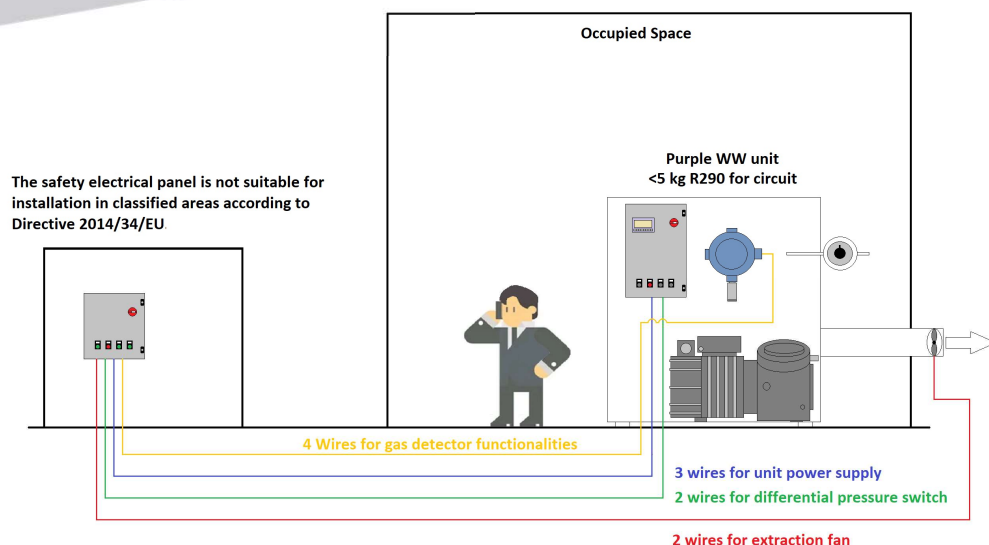 Occupied Space
Purple WW unit
<5 kg R290 for circuit
The safety electrical panel is not suitable for
installation in classified areas according to
Directive 2014/34/EU.
4 Wires for gas detector functionalities
3 wires for unit power supply
2 wires for differential pressure switch
2 wires for extraction fan